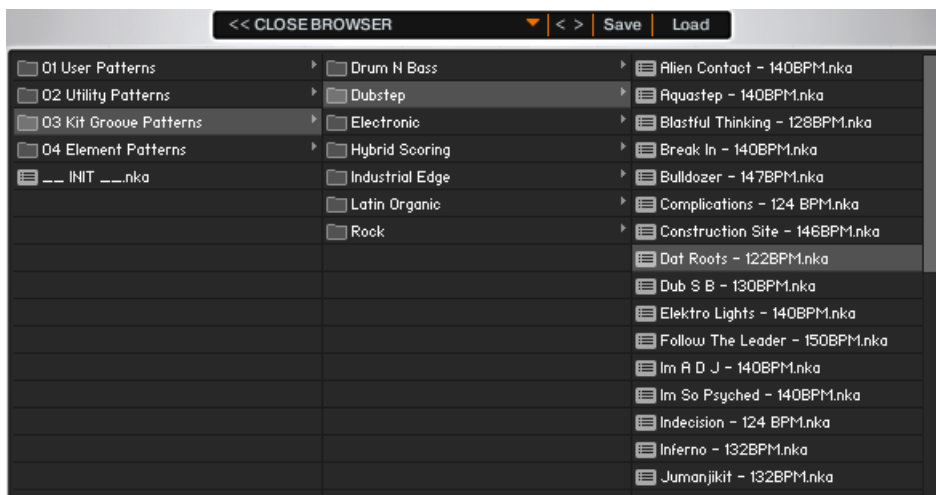 << CLOSE BROWSER < > Save Load
01 User Patterns
02 Utility Patterns
03 Kit Groove Patterns
04 Element Patterns
__ INIT __.nka
Drum N Bass
Dubstep
Electronic
Hybrid Scoring
Industrial Edge
Latin Organic
Rock
Alien Contact - 140BPM.nka
Aquastep - 140BPM.nka
Blastful Thinking - 128BPM.nka
Break In - 140BPM.nka
Bulldozer - 147BPM.nka
Complications - 124 BPM.nka
Construction Site - 146BPM.nka
Dat Roots - 122BPM.nka
Dub S B - 130BPM.nka
Elektro Lights - 140BPM.nka
Follow The Leader - 150BPM.nka
Im A D J - 140BPM.nka
Im So Psyched - 140BPM.nka
Indecision - 124 BPM.nka
Inferno - 132BPM.nka
Jumanjikit - 132BPM.nka